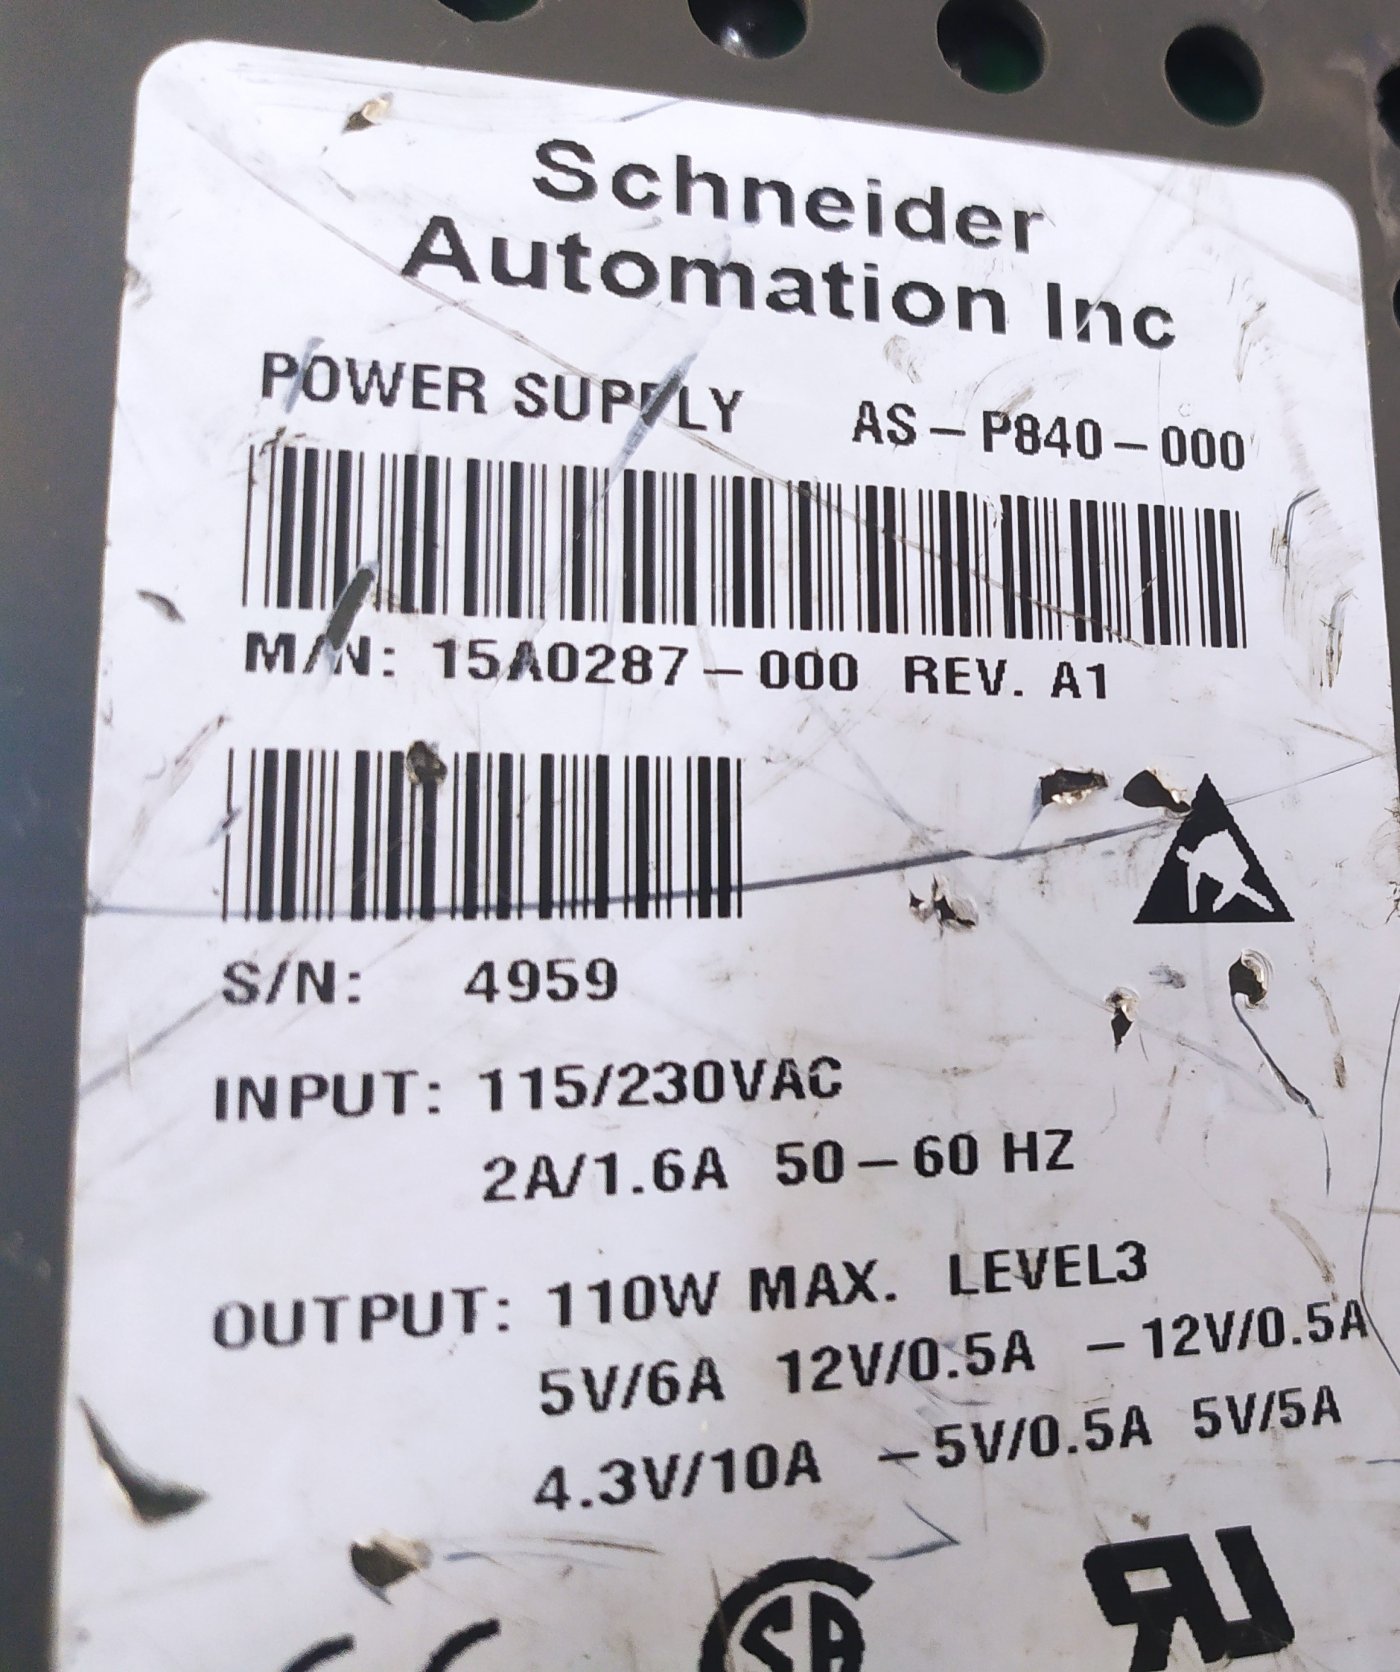 Schneider
Automation Inc
POWER SUPPLY AS-P840-000
M/N: 15A0287-000 REV. A1
S/N: 4959
INPUT: 115/230VAC
2A/1.6A 50-60 HZ
OUTPUT: 110W MAX. LEVEL3
5V/6A 12V/0.5A -12V/0.5A
4.3V/10A -5V/0.5A 5V/5A